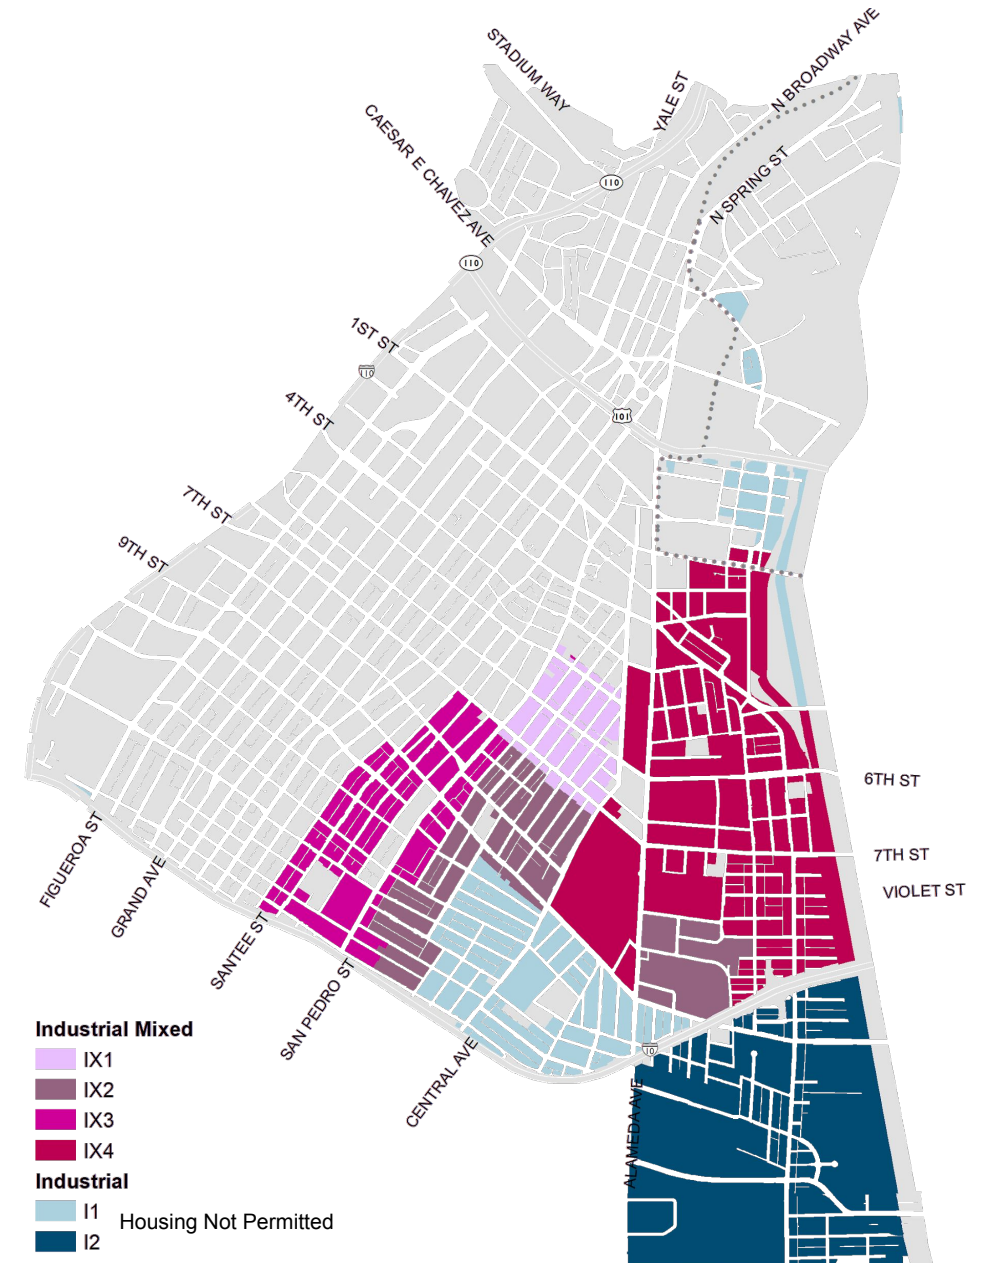 STADIUM WAY
YALE ST
N BROADWAY AVE
CAESAR E CHAVEZ AVE
N SPRING ST
110
110
1ST ST
110
4TH ST
101
7TH ST
9TH ST
6TH ST
7TH ST
VIOLET ST
FIGUEROA ST
GRAND AVE
SANTEE ST
SAN PEDRO ST
CENTRAL AVE
10
ALAMEDA AVE
Industrial Mixed
IX1
IX2
IX3
IX4
Industrial
I1
Housing Not Permitted
I2